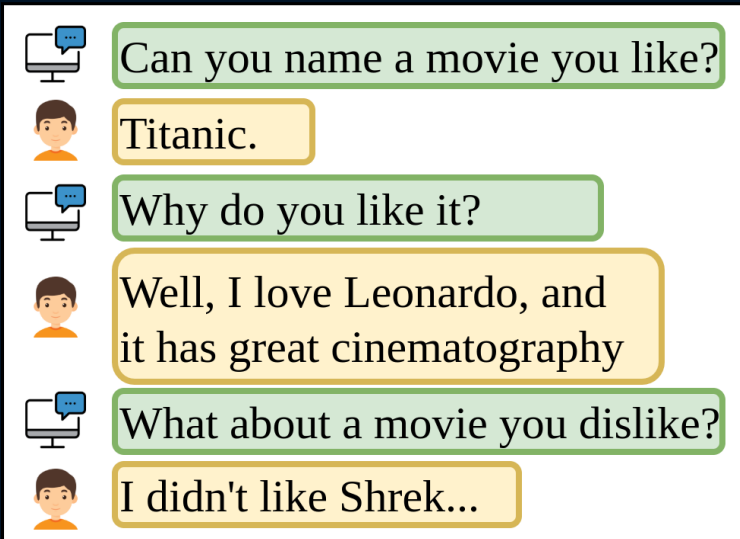 Can you name a movie you like?
Titanic.
Why do you like it?
Well, I love Leonardo, and
it has great cinematography
What about a movie you dislike?
I didn't like Shrek...